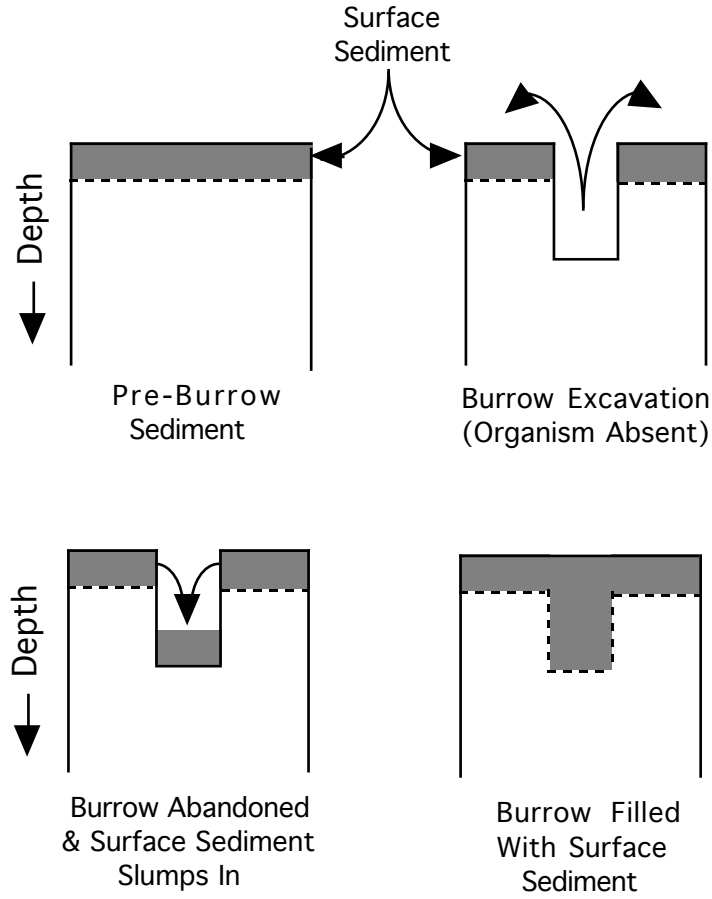 Surface
Sediment
Depth
Pre-Burrow
Sediment
Burrow Excavation
(Organism Absent)
Depth
Burrow Abandoned
& Surface Sediment
Slumps In
Burrow Filled
With Surface
Sediment